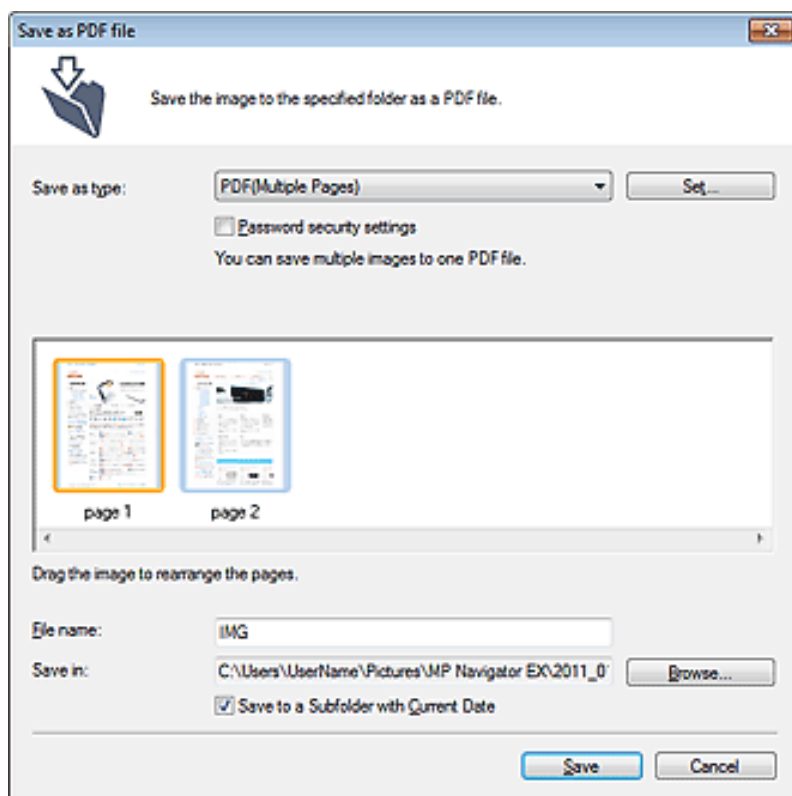 Save as PDF file
Save the image to the specified folder as a PDF file.
Save as type:
PDF(Multiple Pages)
Set...
Password security settings
You can save multiple images to one PDF file.
page 1
page 2
Drag the image to rearrange the pages.
File name:
IMG
Save in:
C:\Users\UserName\Pictures\MP Navigator EX\2011_0
Browse...
Save to a Subfolder with Current Date
Save
Cancel